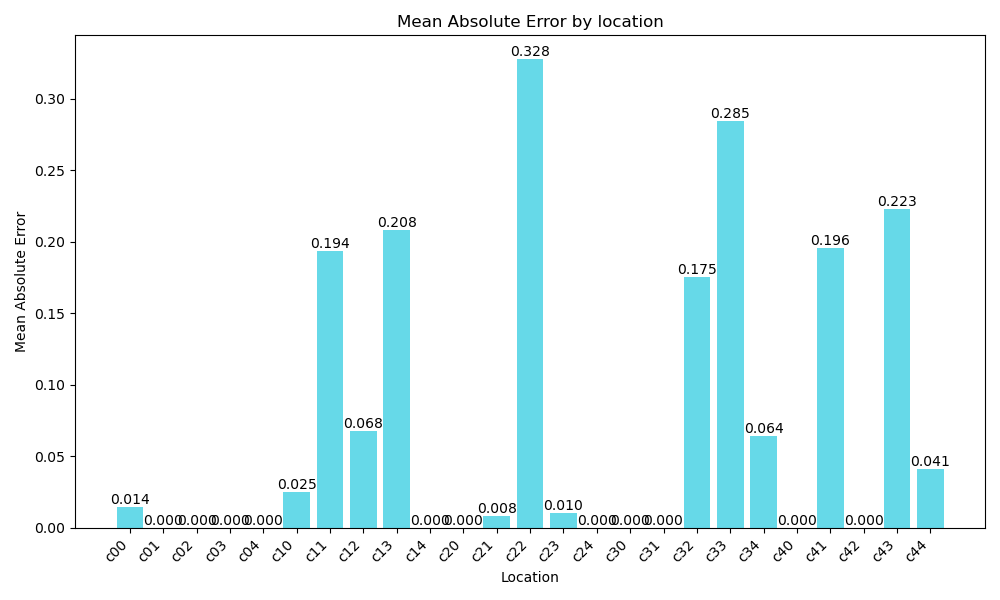 Mean Absolute Error by location
Mean Absolute Error
0.30
0.25
0.20
0.15
0.10
0.05
0.00
0.014
0.000
0.000
0.000
0.000
0.025
0.194
0.068
0.208
0.000
0.000
0.008
0.328
0.010
0.000
0.000
0.000
0.175
0.285
0.064
0.000
0.196
0.000
0.223
0.041
c00
c01
c02
c03
c04
c10
c11
c12
c13
c14
c20
c21
c22
c23
c24
c30
c31
c32
c33
c34
c40
c41
c42
c43
c44
Location